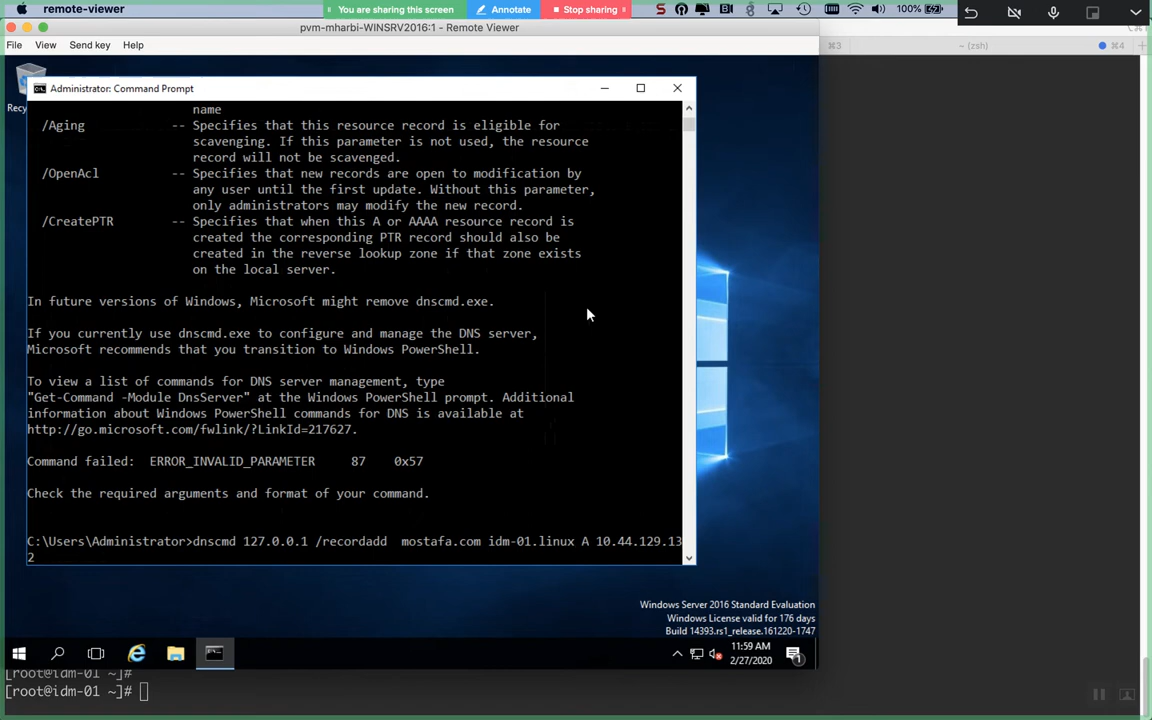 remote-viewer
You are sharing this screen
Annotate
Stop sharing
100%
pvm-mharbi-WINSRV2016:1 - Remote Viewer
File View Send key Help
⌘3
~ (zsh)
⌘4
Recy
Administrator: Command Prompt
name
/Aging -- Specifies that this resource record is eligible for
scavenging. If this parameter is not used, the resource
record will not be scavenged.
/OpenAcl -- Specifies that new records are open to modification by
any user until the first update. Without this parameter,
only administrators may modify the new record.
/CreatePTR -- Specifies that when this A or AAAA resource record is
created the corresponding PTR record should also be
created in the reverse lookup zone if that zone exists
on the local server.
In future versions of Windows, Microsoft might remove dnscmd.exe.
If you currently use dnscmd.exe to configure and manage the DNS server,
Microsoft recommends that you transition to Windows PowerShell.
To view a list of commands for DNS server management, type
"Get-Command -Module DnsServer" at the Windows PowerShell prompt. Additional
information about Windows PowerShell commands for DNS is available at
http://go.microsoft.com/fwlink/?LinkId=217627.
Command failed: ERROR_INVALID_PARAMETER 87 0x57
Check the required arguments and format of your command.
C:\Users\Administrator>dnscmd 127.0.0.1 /recordadd mostafa.com idm-01.linux A 10.44.129.13
2
Windows Server 2016 Standard Evaluation
Windows License valid for 176 days
Build 14393.rs1_release.161220-1747
11:59 AM
2/27/2020
1
[root@idm-01 ~]#
[root@idm-01 ~]#